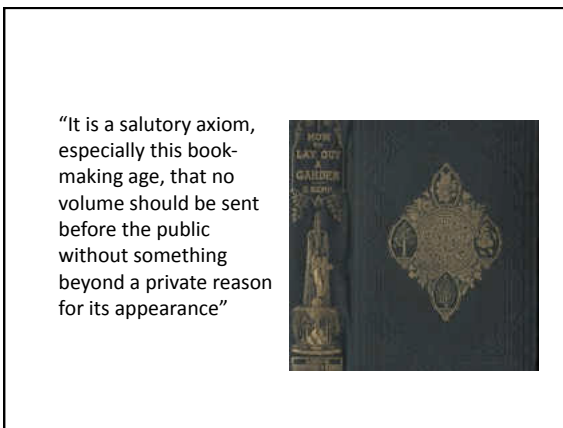 “It is a salutory axiom,
especially this book-
making age, that no
volume should be sent
before the public
without something
beyond a private reason
for its appearance”
HOW
TO
LAY OUT
A
GARDEN
E. KEMP